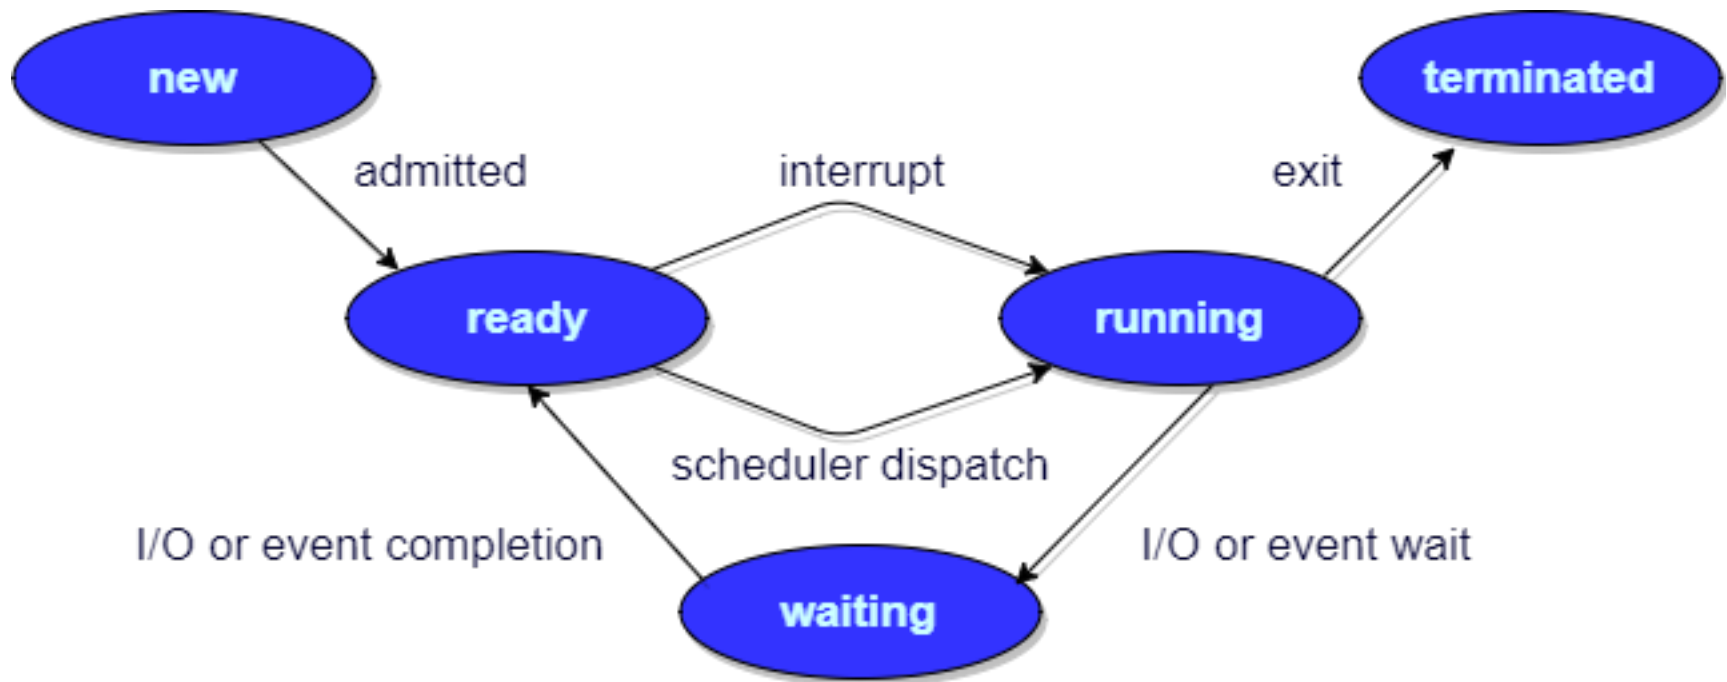 new
terminated
admitted
interrupt
exit
ready
running
scheduler dispatch
I/O or event completion
I/O or event wait
waiting